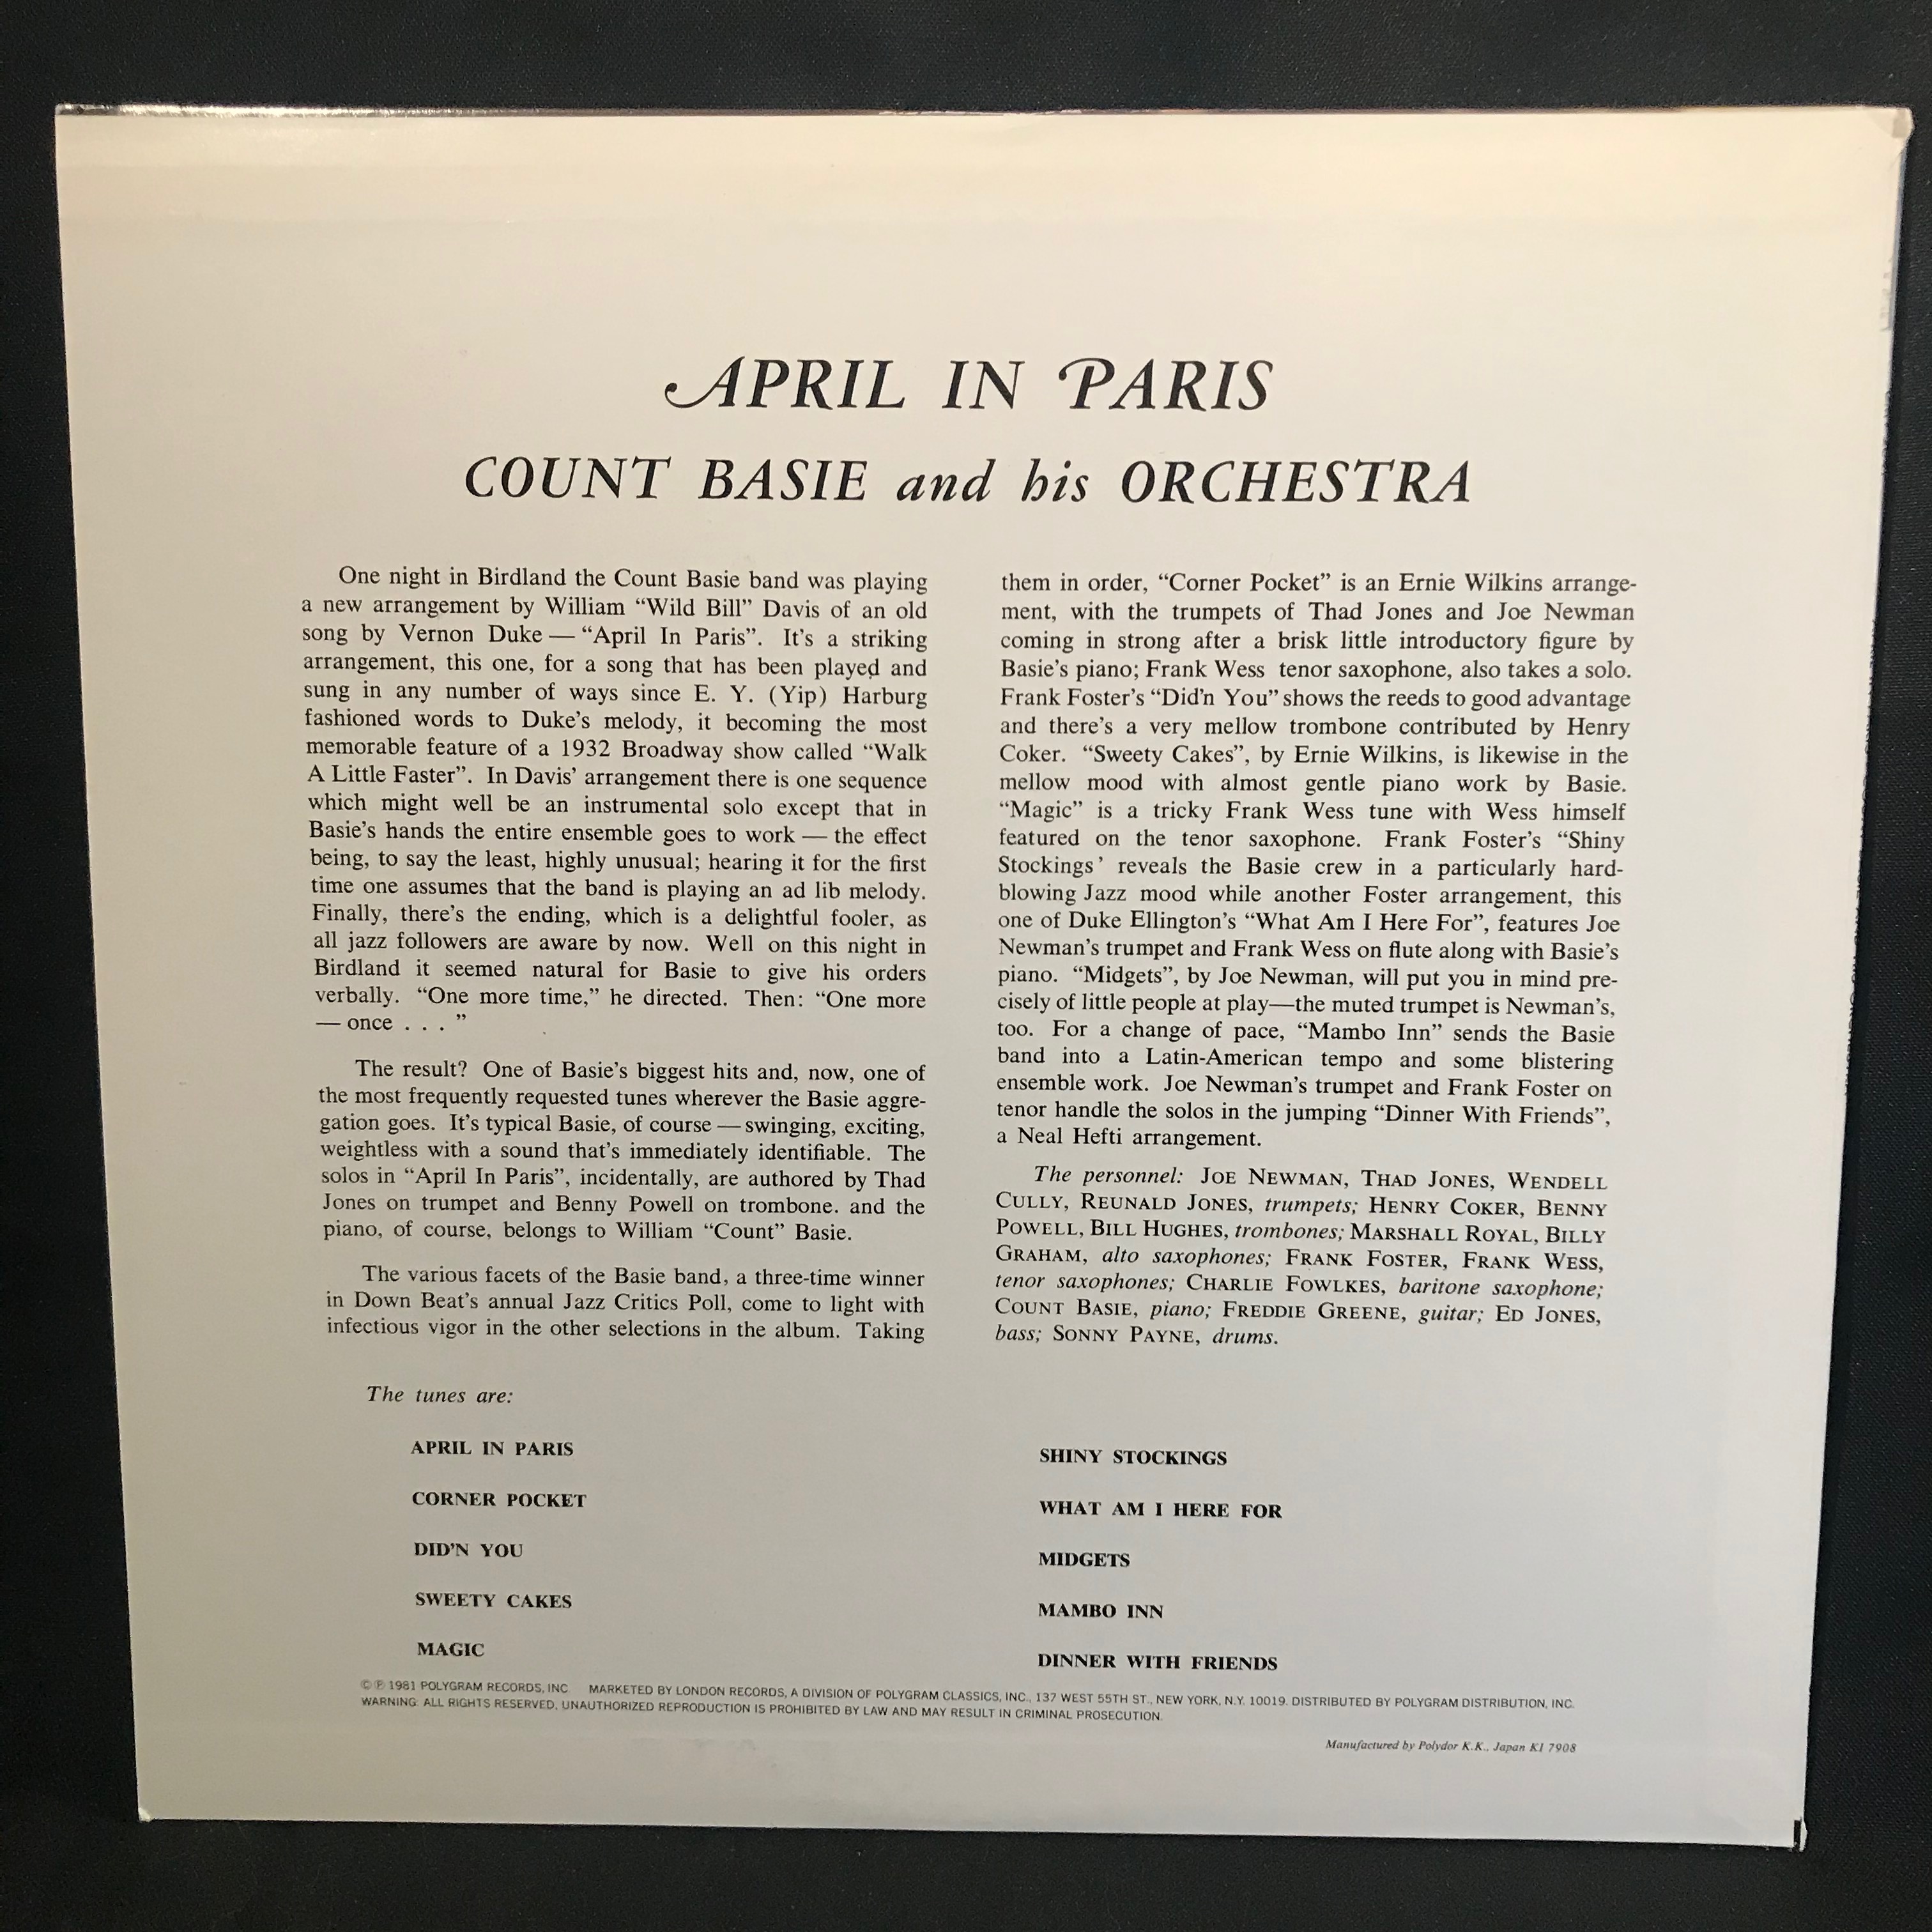 APRIL IN PARIS
COUNT BASIE and his ORCHESTRA
One night in Birdland the Count Basie band was playing
a new arrangement by William “Wild Bill” Davis of an old
song by Vernon Duke — “April In Paris”. It’s a striking
arrangement, this one, for a song that has been played and
sung in any number of ways since E. Y. (Yip) Harburg
fashioned words to Duke’s melody, it becoming the most
memorable feature of a 1932 Broadway show called “Walk
A Little Faster”. In Davis’ arrangement there is one sequence
which might well be an instrumental solo except that in
Basie’s hands the entire ensemble goes to work — the effect
being, to say the least, highly unusual; hearing it for the first
time one assumes that the band is playing an ad lib melody.
Finally, there’s the ending, which is a delightful fooler, as
all jazz followers are aware by now. Well on this night in
Birdland it seemed natural for Basie to give his orders
verbally. “One more time,” he directed. Then: “One more
— once . . . ”
The result? One of Basie’s biggest hits and, now, one of
the most frequently requested tunes wherever the Basie aggre-
gation goes. It’s typical Basie, of course — swinging, exciting,
weightless with a sound that’s immediately identifiable. The
solos in “April In Paris”, incidentally, are authored by Thad
Jones on trumpet and Benny Powell on trombone. and the
piano, of course, belongs to William “Count” Basie.
The various facets of the Basie band, a three-time winner
in Down Beat’s annual Jazz Critics Poll, come to light with
infectious vigor in the other selections in the album. Taking
them in order, “Corner Pocket” is an Ernie Wilkins arrange-
ment, with the trumpets of Thad Jones and Joe Newman
coming in strong after a brisk little introductory figure by
Basie’s piano; Frank Wess tenor saxophone, also takes a solo.
Frank Foster’s “Did’n You” shows the reeds to good advantage
and there’s a very mellow trombone contributed by Henry
Coker. “Sweety Cakes”, by Ernie Wilkins, is likewise in the
mellow mood with almost gentle piano work by Basie.
“Magic” is a tricky Frank Wess tune with Wess himself
featured on the tenor saxophone. Frank Foster’s “Shiny
Stockings’ reveals the Basie crew in a particularly hard-
blowing Jazz mood while another Foster arrangement, this
one of Duke Ellington’s “What Am I Here For”, features Joe
Newman’s trumpet and Frank Wess on flute along with Basie’s
piano. “Midgets”, by Joe Newman, will put you in mind pre-
cisely of little people at play—the muted trumpet is Newman’s,
too. For a change of pace, “Mambo Inn” sends the Basie
band into a Latin-American tempo and some blistering
ensemble work. Joe Newman’s trumpet and Frank Foster on
tenor handle the solos in the jumping “Dinner With Friends”,
a Neal Hefti arrangement.
The personnel: JOE NEWMAN, THAD JONES, WENDELL
CULLY, REUNALD JONES, trumpets; HENRY COKER, BENNY
POWELL, BILL HUGHES, trombones; MARSHALL ROYAL, BILLY
GRAHAM, alto saxophones; FRANK FOSTER, FRANK WESS,
tenor saxophones; CHARLIE FOWLKES, baritone saxophone;
COUNT BASIE, piano; FREDDIE GREENE, guitar; ED JONES,
bass; SONNY PAYNE, drums.
The tunes are:
APRIL IN PARIS
CORNER POCKET
DID’N YOU
SWEETY CAKES
MAGIC
SHINY STOCKINGS
WHAT AM I HERE FOR
MIDGETS
MAMBO INN
DINNER WITH FRIENDS
© ℗ 1981 POLYGRAM RECORDS, INC. MARKETED BY LONDON RECORDS, A DIVISION OF POLYGRAM CLASSICS, INC., 137 WEST 55TH ST., NEW YORK, N.Y. 10019. DISTRIBUTED BY POLYGRAM DISTRIBUTION, INC.
WARNING: ALL RIGHTS RESERVED, UNAUTHORIZED REPRODUCTION IS PROHIBITED BY LAW AND MAY RESULT IN CRIMINAL PROSECUTION.
Manufactured by Polydor K.K., Japan KI 7908